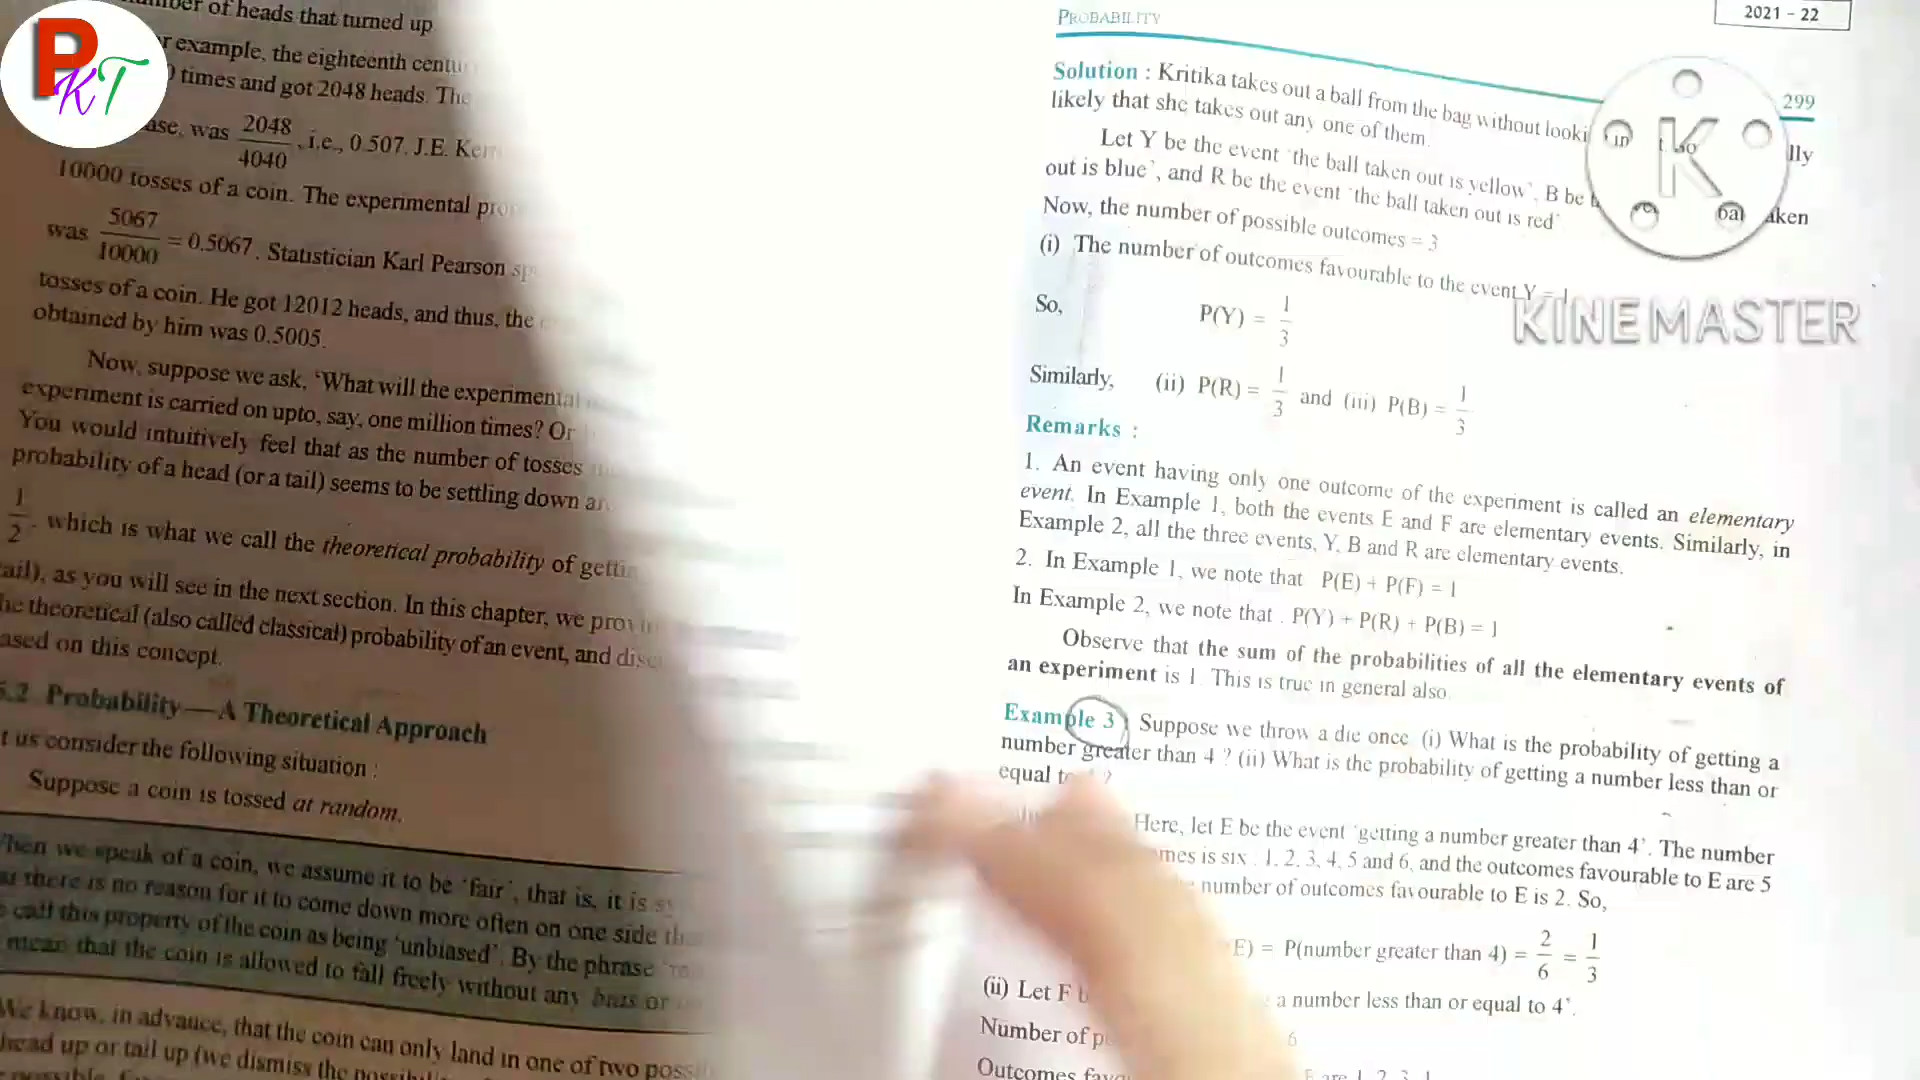 PKT
of heads that turned up
example, the eighteenth
times and got 2048 heads. The
was 2048/4040, i.e., 0.507. J.E.
10000 tosses of a coin. The experimental
was 5067/10000 = 0.5067. Statistician Karl Pearson
tosses of a coin. He got 12012 heads, and thus, the
obtained by him was 0.5005.
Now, suppose we ask, ‘What will the experimental
experiment is carried on upto, say, one million times? Or
You would intuitively feel that as the number of tosses
probability of a head (or a tail) seems to be settling down
1/2, which is what we call the theoretical probability of
as you will see in the next section. In this chapter, we
theoretical (also called classical) probability of an event, and
based on this concept.
Probability—A Theoretical Approach
us consider the following situation :
Suppose a coin is tossed at random.
When we speak of a coin, we assume it to be ‘fair’, that is, it is
there is no reason for it to come down more often on one side
call this property of the coin as being ‘unbiased’. By the phrase
mean that the coin is allowed to fall freely without any bias or
We know, in advance, that the coin can only land in one of two
head up or tail up (we dismiss the
PROBABILITY
2021 – 22
299
Solution : Kritika takes out a ball from the bag without
likely that she takes out any one of them.
Let Y be the event ‘the ball taken out is yellow’, B be
out is blue’, and R be the event ‘the ball taken out is red’
Now, the number of possible outcomes = 3
(i) The number of outcomes favourable to the event Y = 1
So, P(Y) = 1/3
Similarly, (ii) P(R) = 1/3 and (iii) P(B) = 1/3
Remarks :
1. An event having only one outcome of the experiment is called an elementary
event. In Example 1, both the events E and F are elementary events. Similarly, in
Example 2, all the three events, Y, B and R are elementary events.
2. In Example 1, we note that P(E) + P(F) = 1
In Example 2, we note that . P(Y) + P(R) + P(B) = 1
Observe that the sum of the probabilities of all the elementary events of
an experiment is 1. This is true in general also.
Example 3 Suppose we throw a die once. (i) What is the probability of getting a
number greater than 4 ? (ii) What is the probability of getting a number less than or
equal ?
Here, let E be the event ‘getting a number greater than 4’. The number
is six : 1, 2, 3, 4, 5 and 6, and the outcomes favourable to E are 5
number of outcomes favourable to E is 2. So,
E) = P(number greater than 4) = 2/6 = 1/3
(ii) Let F a number less than or equal to 4’.
Number of 6
Outcomes are 1, 2, 3,
K
KINEMASTER